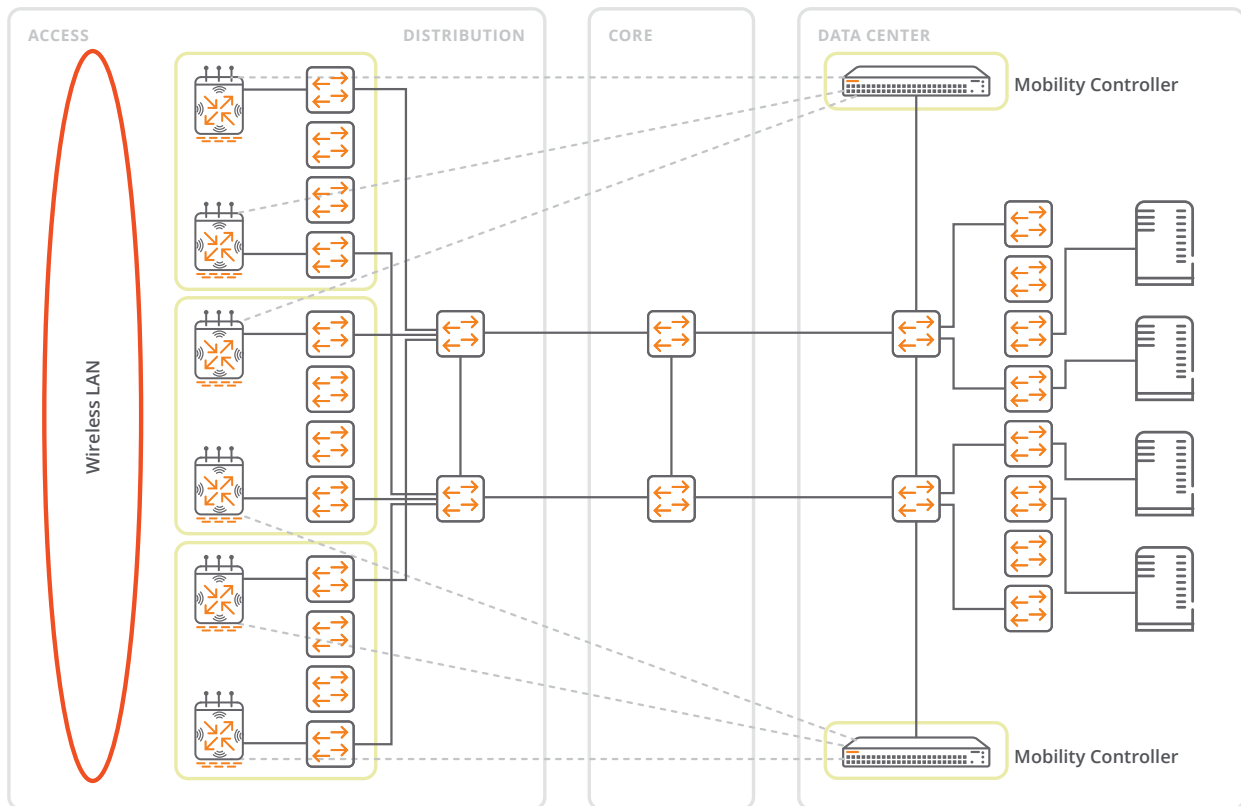 ACCESS
DISTRIBUTION
CORE
DATA CENTER
Mobility Controller
Wireless LAN
Mobility Controller